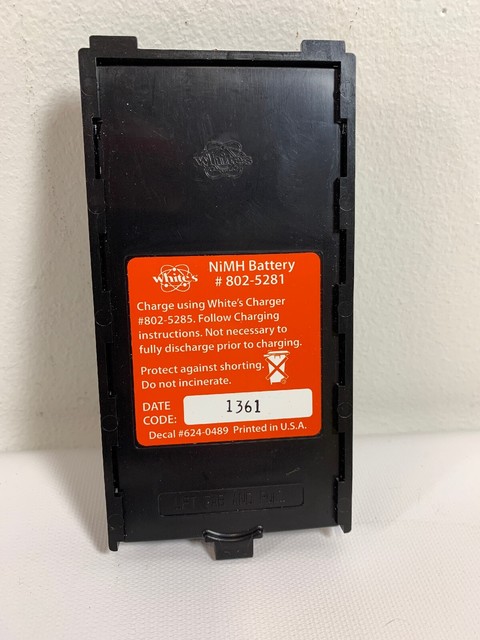 White's
White's
NiMH Battery
# 802-5281
Charge using White's Charger
#802-5285. Follow Charging
instructions. Not necessary to
fully discharge prior to charging.
Protect against shorting.
Do not incinerate.
DATE
CODE:
1361
Decal #624-0489 Printed in U.S.A.